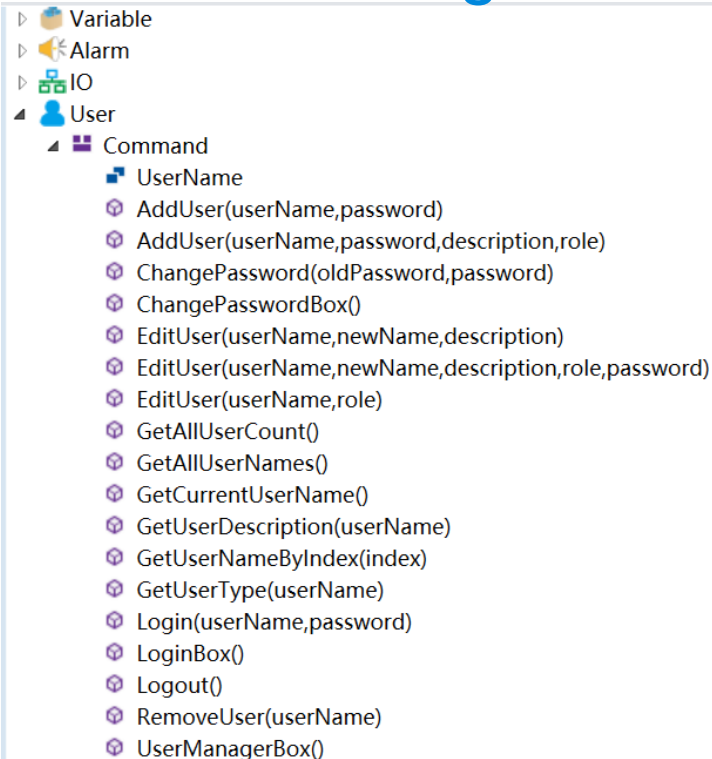 Variable
Alarm
IO
User
Command
UserName
AddUser(userName,password)
AddUser(userName,password,description,role)
ChangePassword(oldPassword,password)
ChangePasswordBox()
EditUser(userName,newName,description)
EditUser(userName,newName,description,role,password)
EditUser(userName,role)
GetAllUserCount()
GetAllUserNames()
GetCurrentUserName()
GetUserDescription(userName)
GetUserNameByIndex(index)
GetUserType(userName)
Login(userName,password)
LoginBox()
Logout()
RemoveUser(userName)
UserManagerBox()